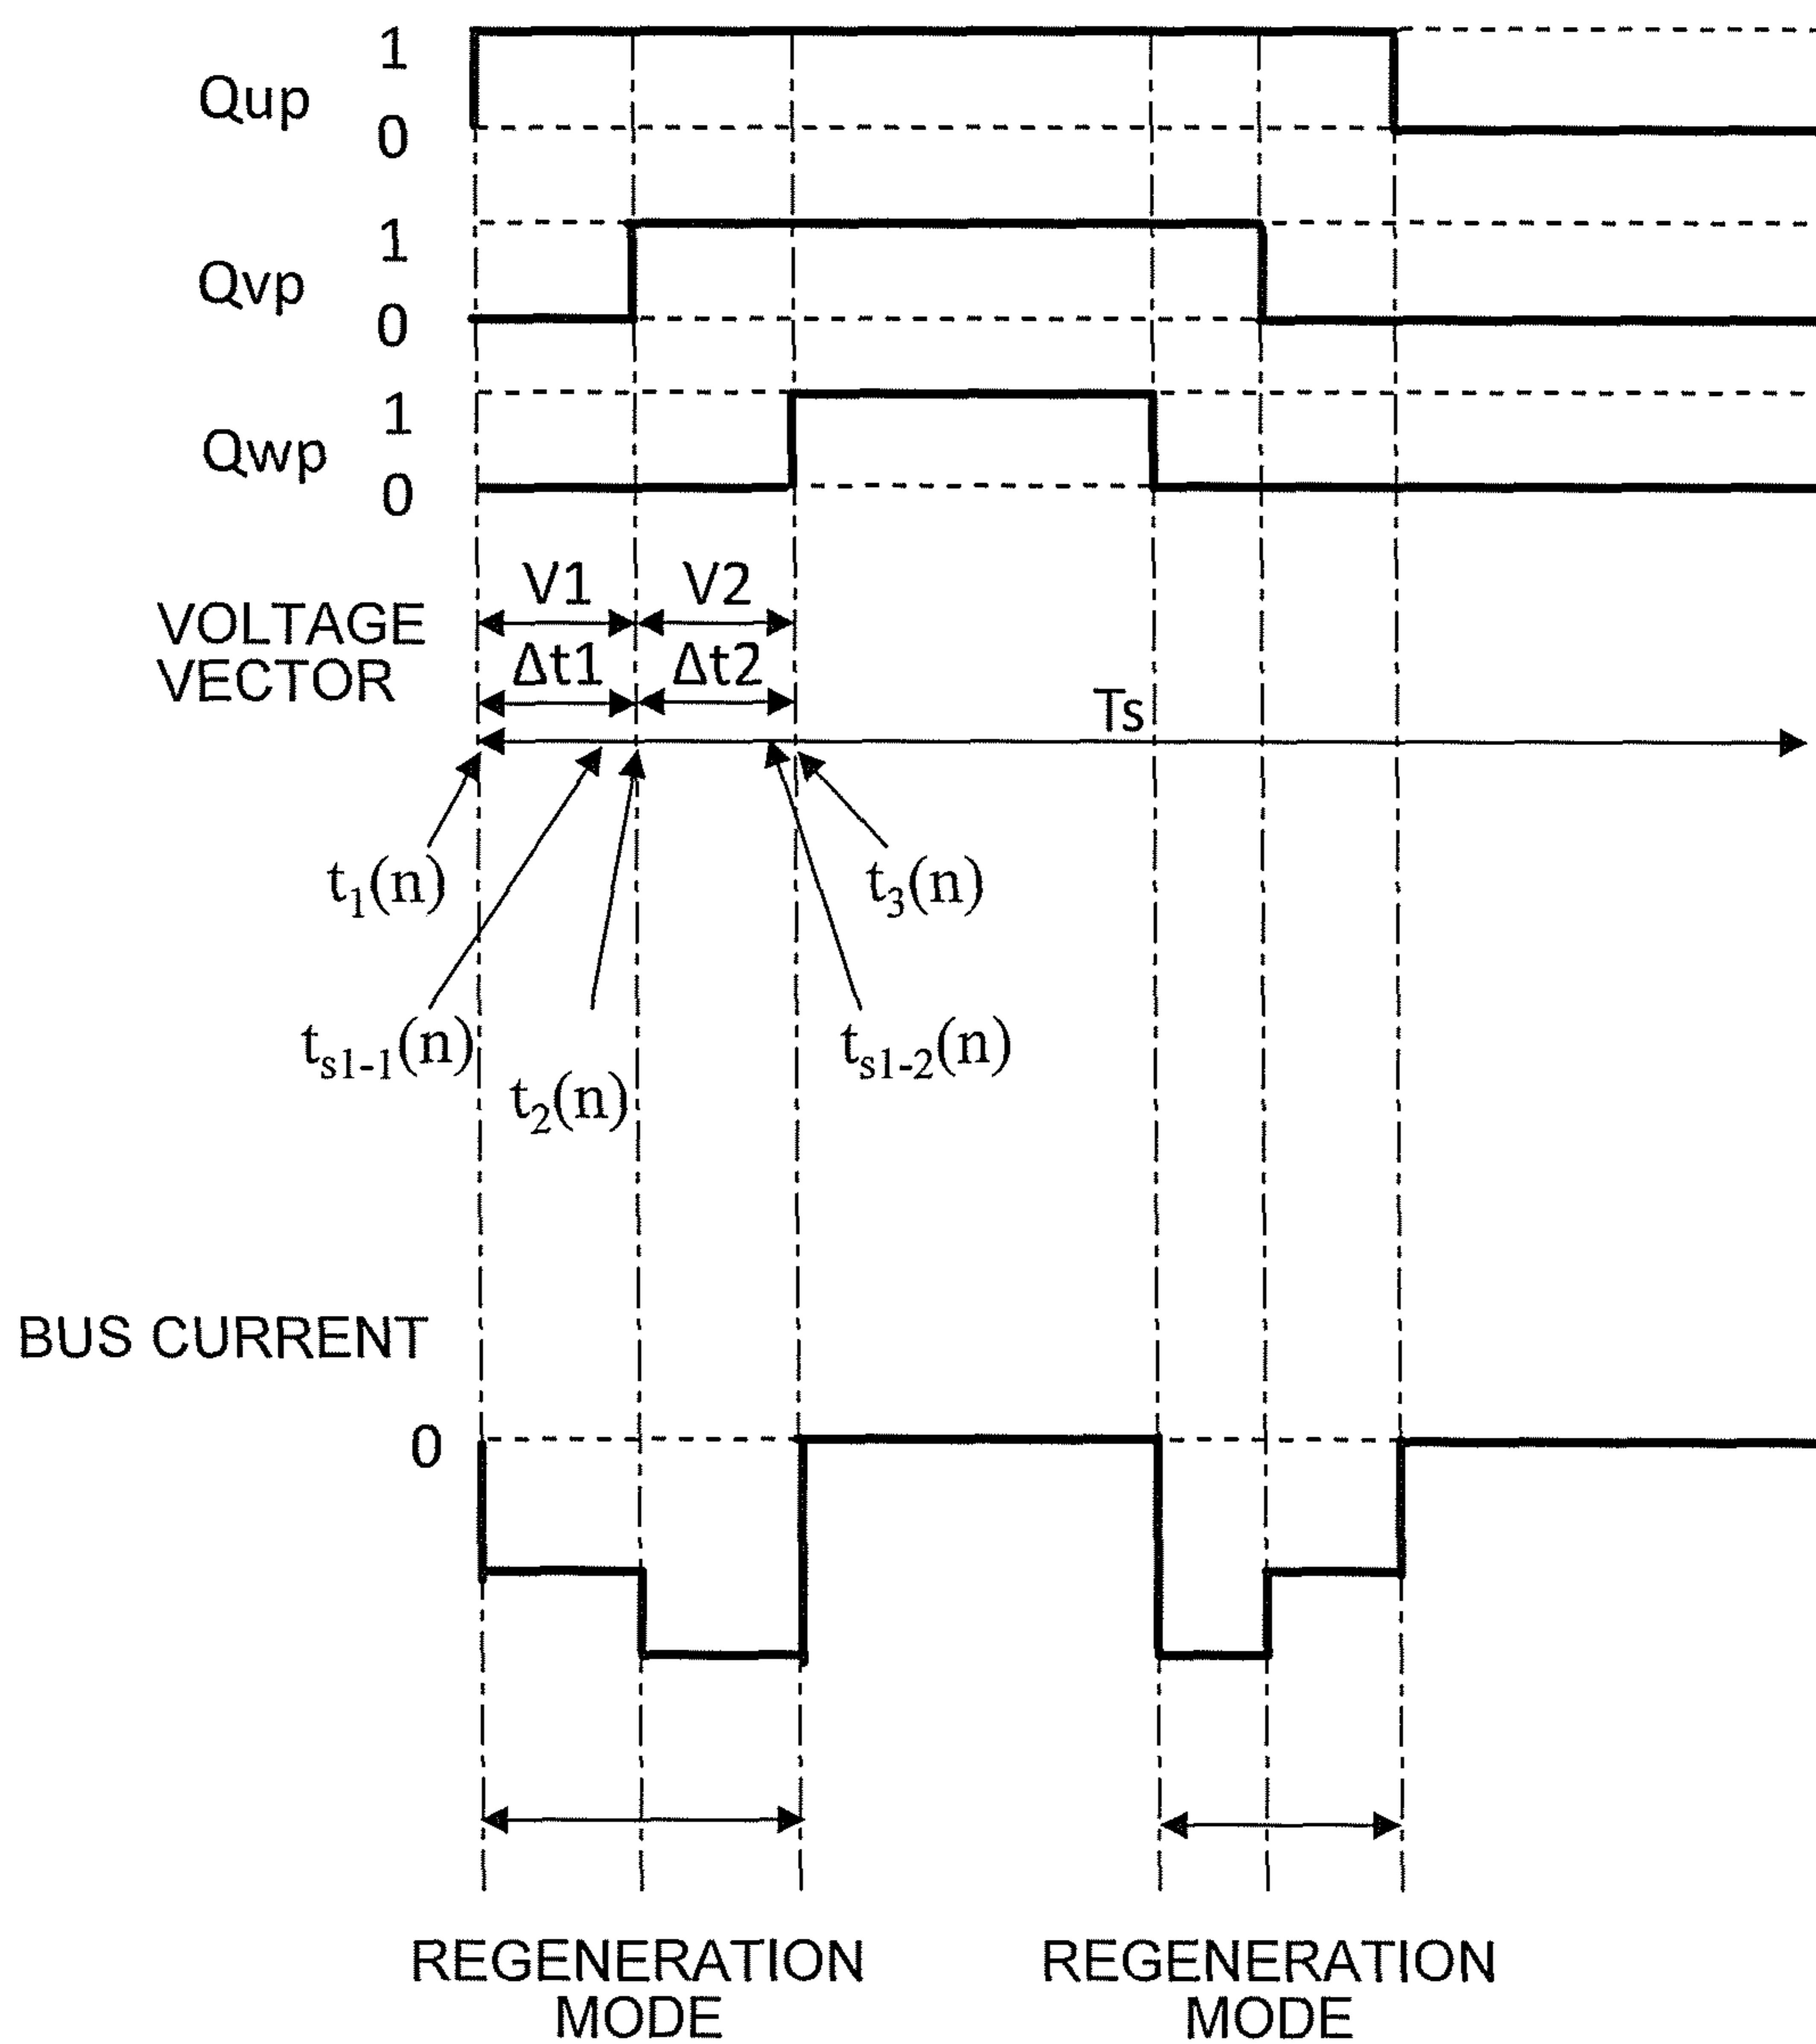 1
Qup
0
1
Qvp
0
1
Qwp
0
V1 V2
VOLTAGE
VECTOR
Δt1 Δt2
Ts
t₁(n) t₃(n)
tₛ₁₋₁(n) tₛ₁₋₂(n)
t₂(n)
BUS CURRENT
0
REGENERATION
MODE
REGENERATION
MODE